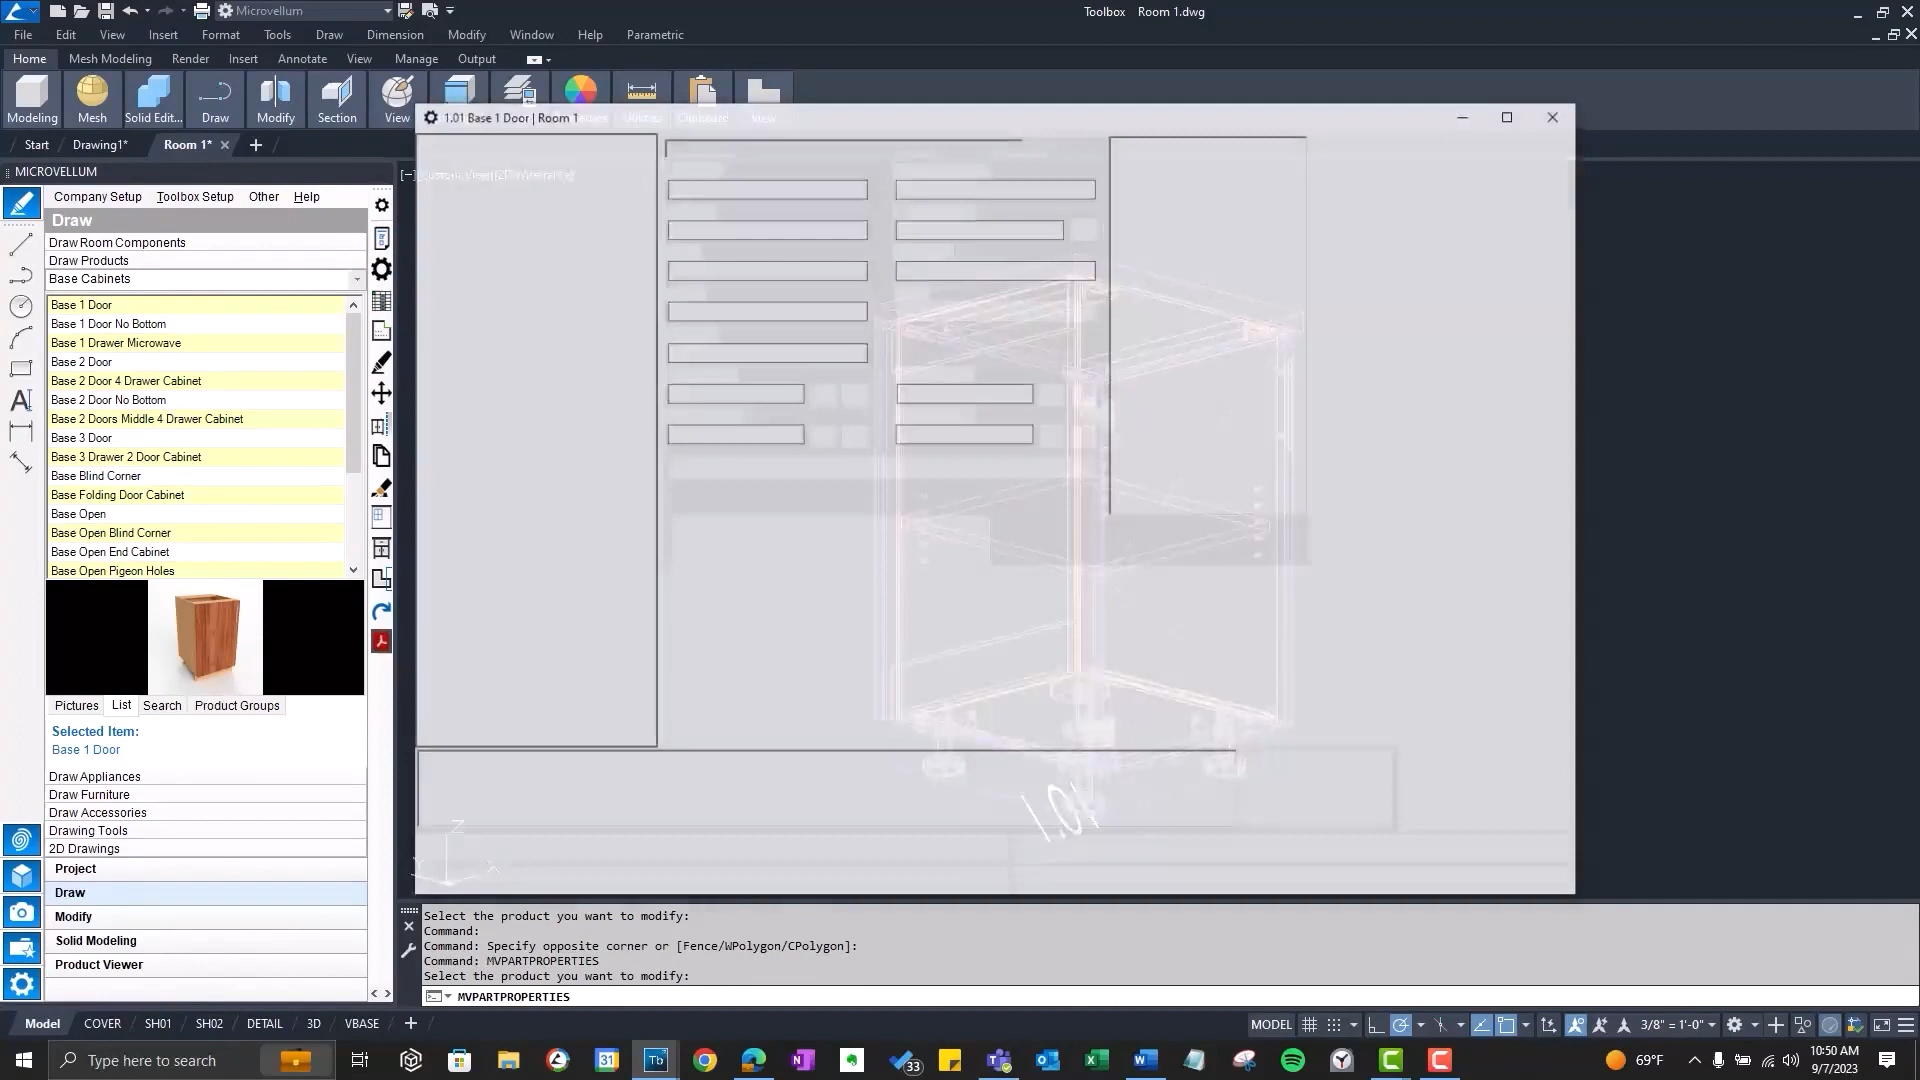 Microvellum
Toolbox Room 1.dwg
File Edit View Insert Format Tools Draw Dimension Modify Window Help Parametric
Home Mesh Modeling Render Insert Annotate View Manage Output
Modeling Mesh Solid Edit... Draw Modify Section View
Start Drawing1* Room 1*
1.01 Base 1 Door | Room 1
MICROVELLUM
Company Setup Toolbox Setup Other Help
Draw
Draw Room Components
Draw Products
Base Cabinets
Base 1 Door
Base 1 Door No Bottom
Base 1 Drawer Microwave
Base 2 Door
Base 2 Door 4 Drawer Cabinet
Base 2 Door No Bottom
Base 2 Doors Middle 4 Drawer Cabinet
Base 3 Door
Base 3 Drawer 2 Door Cabinet
Base Blind Corner
Base Folding Door Cabinet
Base Open
Base Open Blind Corner
Base Open End Cabinet
Base Open Pigeon Holes
Pictures List Search Product Groups
Selected Item:
Base 1 Door
Draw Appliances
Draw Furniture
Draw Accessories
Drawing Tools
2D Drawings
Project
Draw
Modify
Solid Modeling
Product Viewer
1.01
Z
X
Select the product you want to modify:
Command:
Command: Specify opposite corner or [Fence/WPolygon/CPolygon]:
Command: MVPARTPROPERTIES
Select the product you want to modify:
MVPARTPROPERTIES
Model COVER SH01 SH02 DETAIL 3D VBASE
MODEL 3/8" = 1'-0"
Type here to search
31
Tb
33
69°F
10:50 AM
9/7/2023